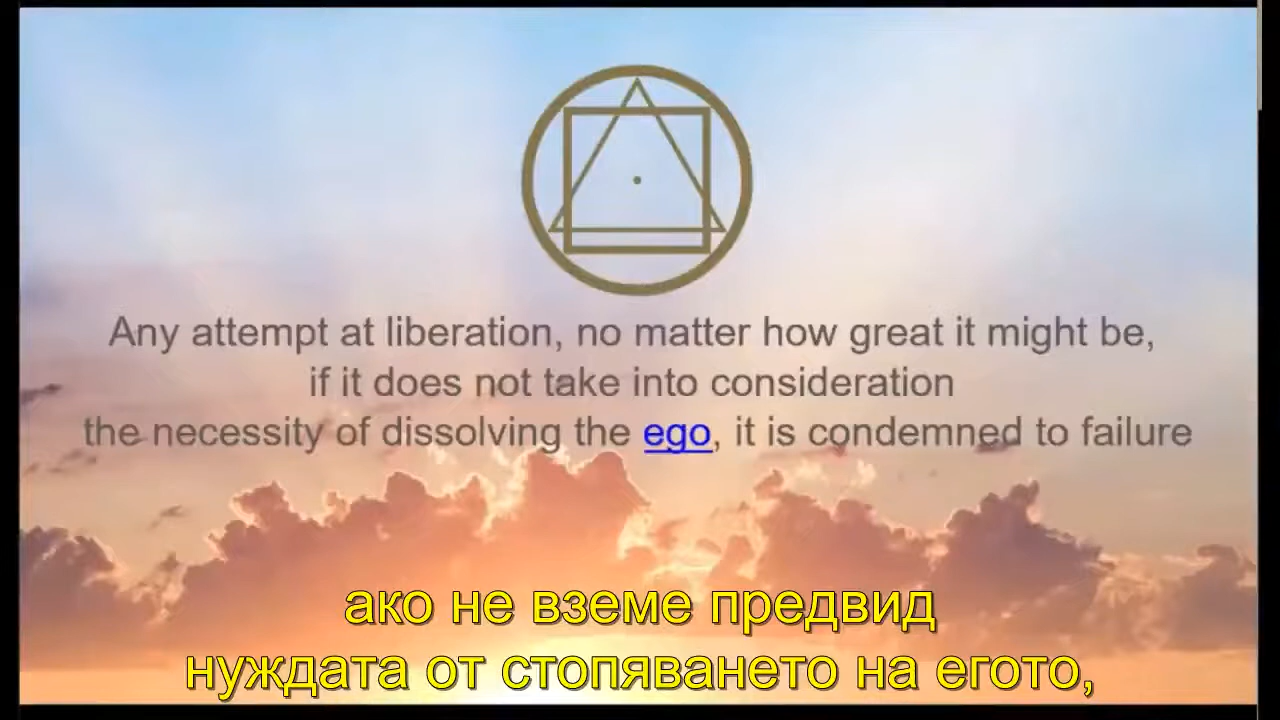 Any attempt at liberation, no matter how great it might be,
if it does not take into consideration
the necessity of dissolving the ego, it is condemned to failure
ако не вземе предвид
нуждата от стопяването на егото,